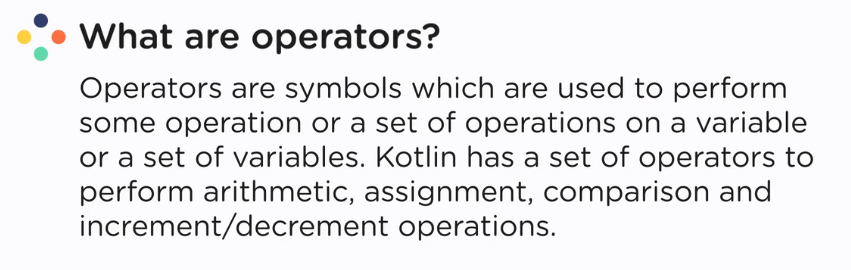 What are operators?
Operators are symbols which are used to perform
some operation or a set of operations on a variable
or a set of variables. Kotlin has a set of operators to
perform arithmetic, assignment, comparison and
increment/decrement operations.